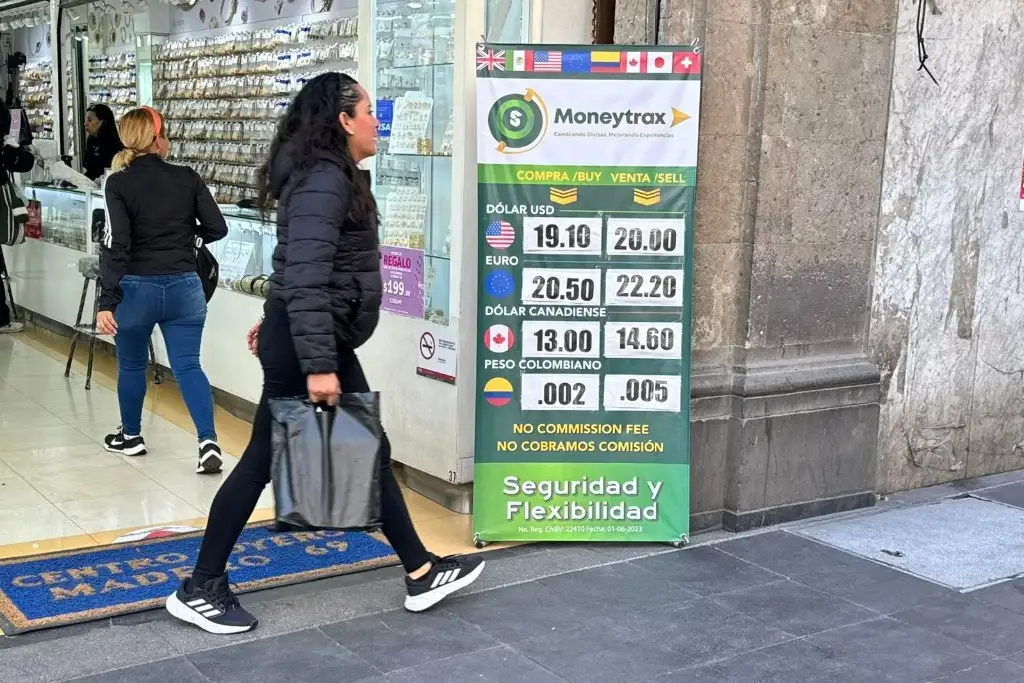 Moneytrax
Cambiando Divisas, Mejorando Experiencias
COMPRA /BUY VENTA /SELL
DÓLAR USD
19.10 20.00
EURO
20.50 22.20
DÓLAR CANADIENSE
13.00 14.60
PESO COLOMBIANO
.002 .005
NO COMMISSION FEE
NO COBRAMOS COMISIÓN
Seguridad y
Flexibilidad
No. Reg. CNBV: 22410 Fecha: 01-06-2023
VISA
REGALO
$199
37
CENTRO JOYERO
MADERO 69